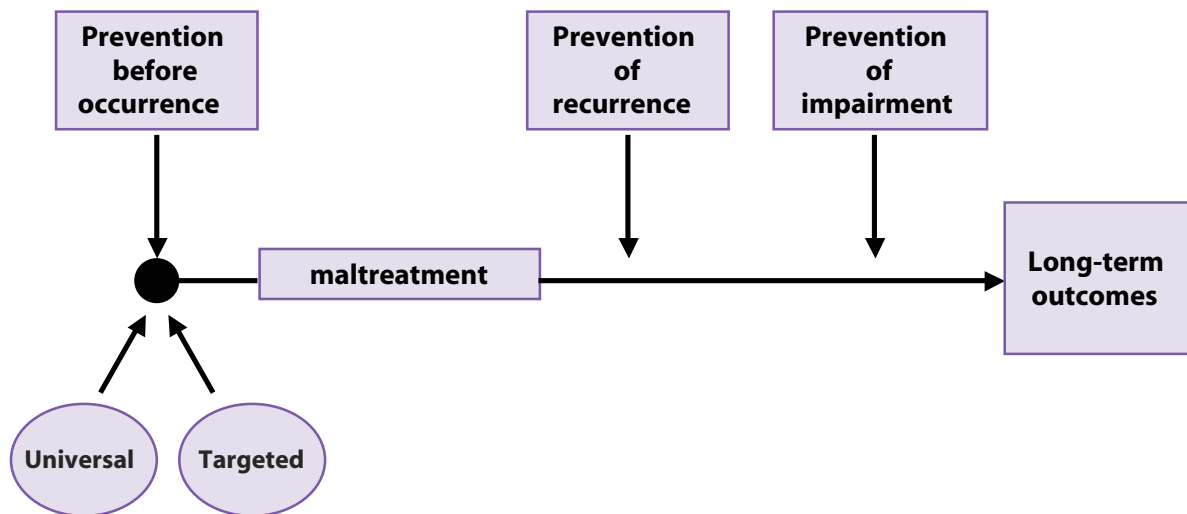 Prevention
before
occurrence
Prevention
of
recurrence
Prevention
of
impairment
maltreatment
Long-term
outcomes
Universal
Targeted